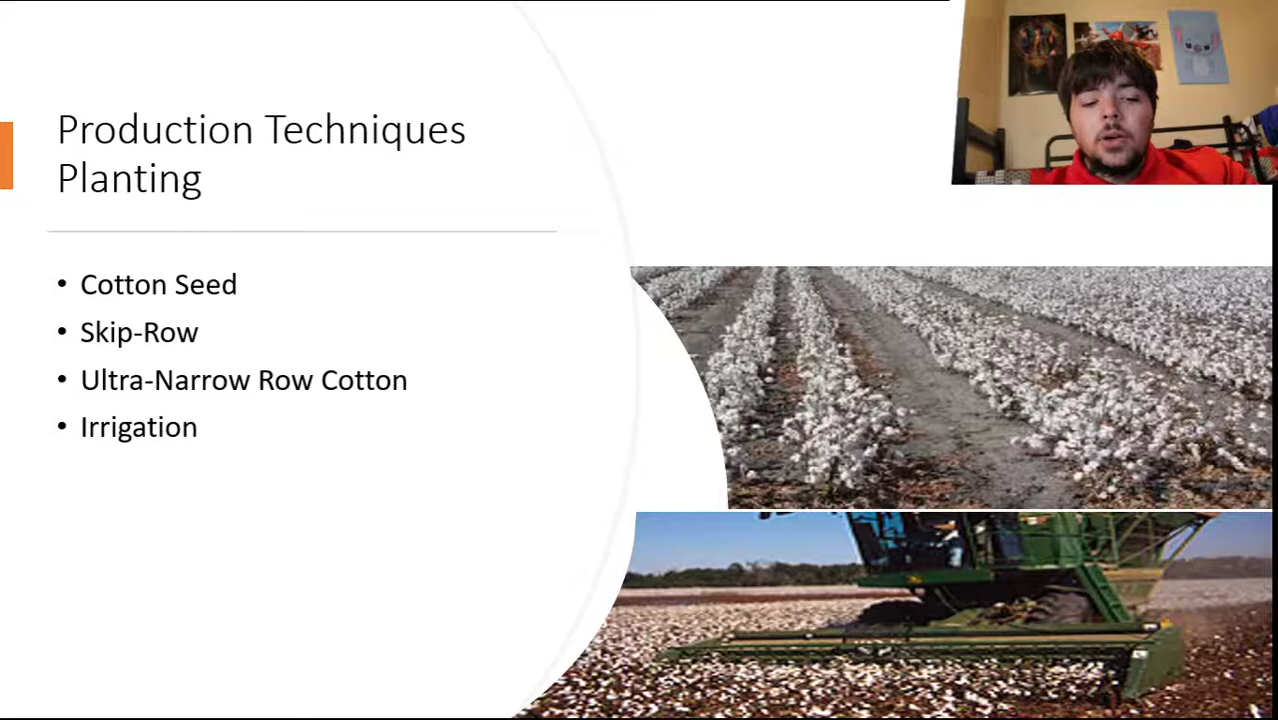 Production Techniques
Planting
• Cotton Seed
• Skip-Row
• Ultra-Narrow Row Cotton
• Irrigation